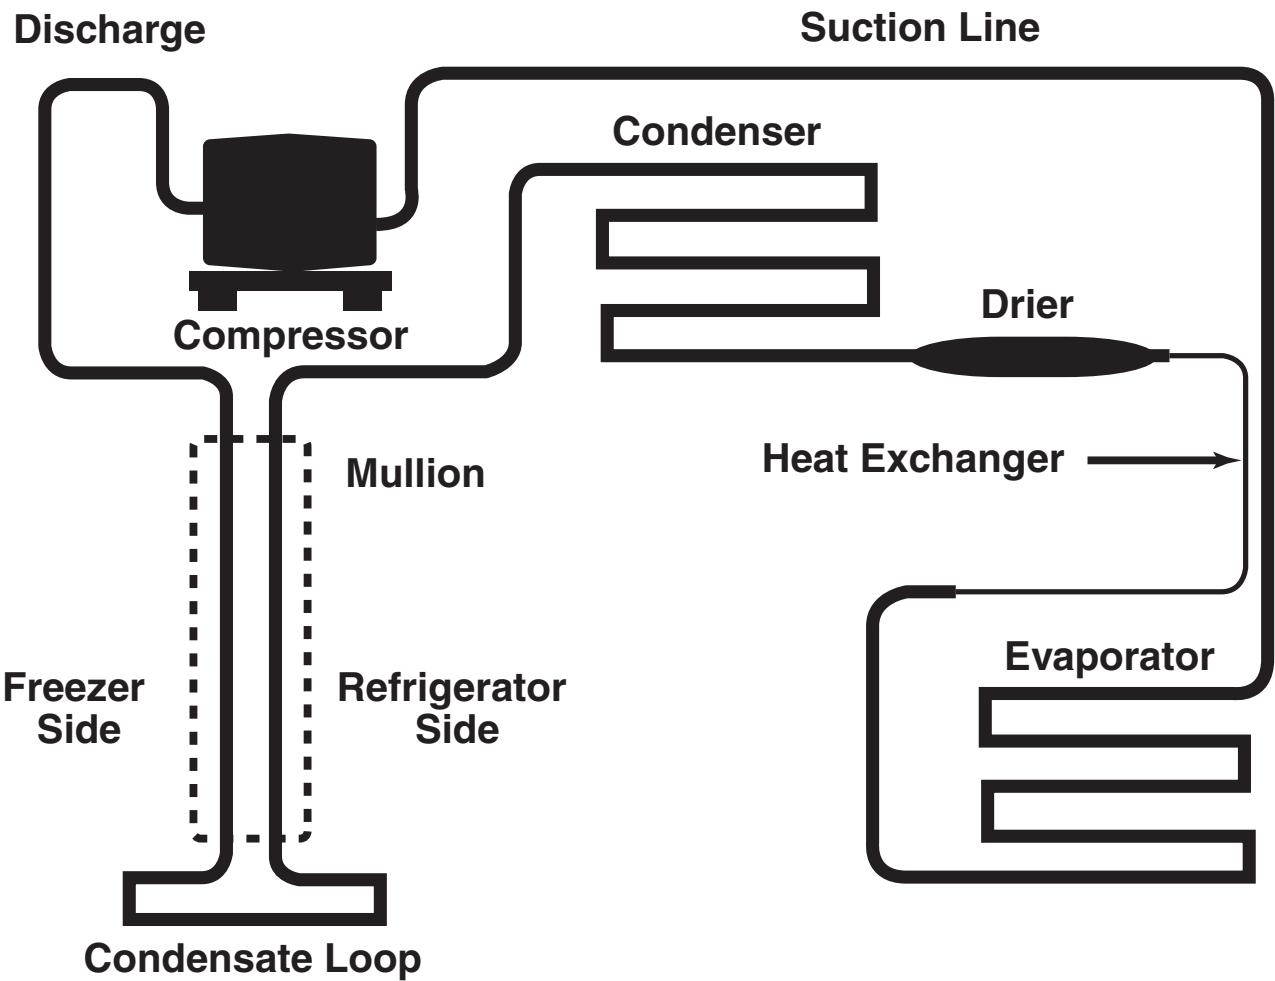 Discharge
Suction Line
Condenser
Drier
Compressor
Heat Exchanger
Mullion
Evaporator
Freezer
Side
Refrigerator
Side
Condensate Loop